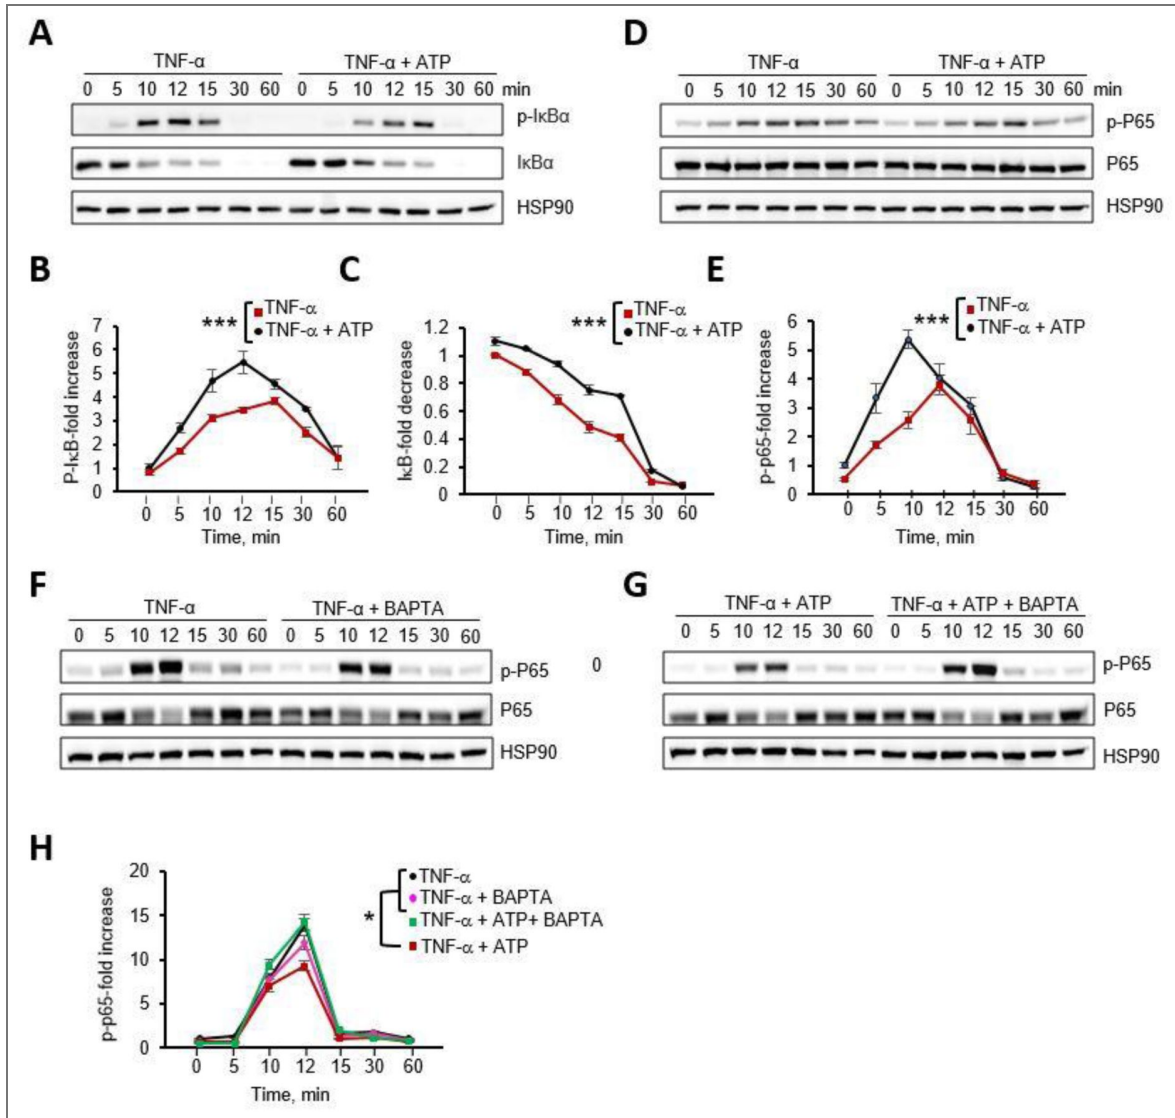 A
TNF-α TNF-α + ATP
0 5 10 12 15 30 60 0 5 10 12 15 30 60 min
p-IκBα
IκBα
HSP90
D
TNF-α TNF-α + ATP
0 5 10 12 15 30 60 0 5 10 12 15 30 60 min
p-P65
P65
HSP90
B
P-IκB-fold increase
7
6
5
4
3
2
1
0
*** TNF-α
TNF-α + ATP
0 5 10 12 15 30 60
Time, min
C
IκB-fold decrease
1.2
1
0.8
0.6
0.4
0.2
0
*** TNF-α
TNF-α + ATP
0 5 10 12 15 30 60
Time, min
E
p-p65-fold increase
6
5
4
3
2
1
0
*** TNF-α
TNF-α + ATP
0 5 10 12 15 30 60
Time, min
F
TNF-α TNF-α + BAPTA
0 5 10 12 15 30 60 0 5 10 12 15 30 60
p-P65
P65
HSP90
0
G
TNF-α + ATP TNF-α + ATP + BAPTA
0 5 10 12 15 30 60 0 5 10 12 15 30 60
p-P65
P65
HSP90
H
p-p65-fold increase
20
15
10
5
0
*
TNF-α
TNF-α + BAPTA
TNF-α + ATP+ BAPTA
TNF-α + ATP
0 5 10 12 15 30 60
Time, min